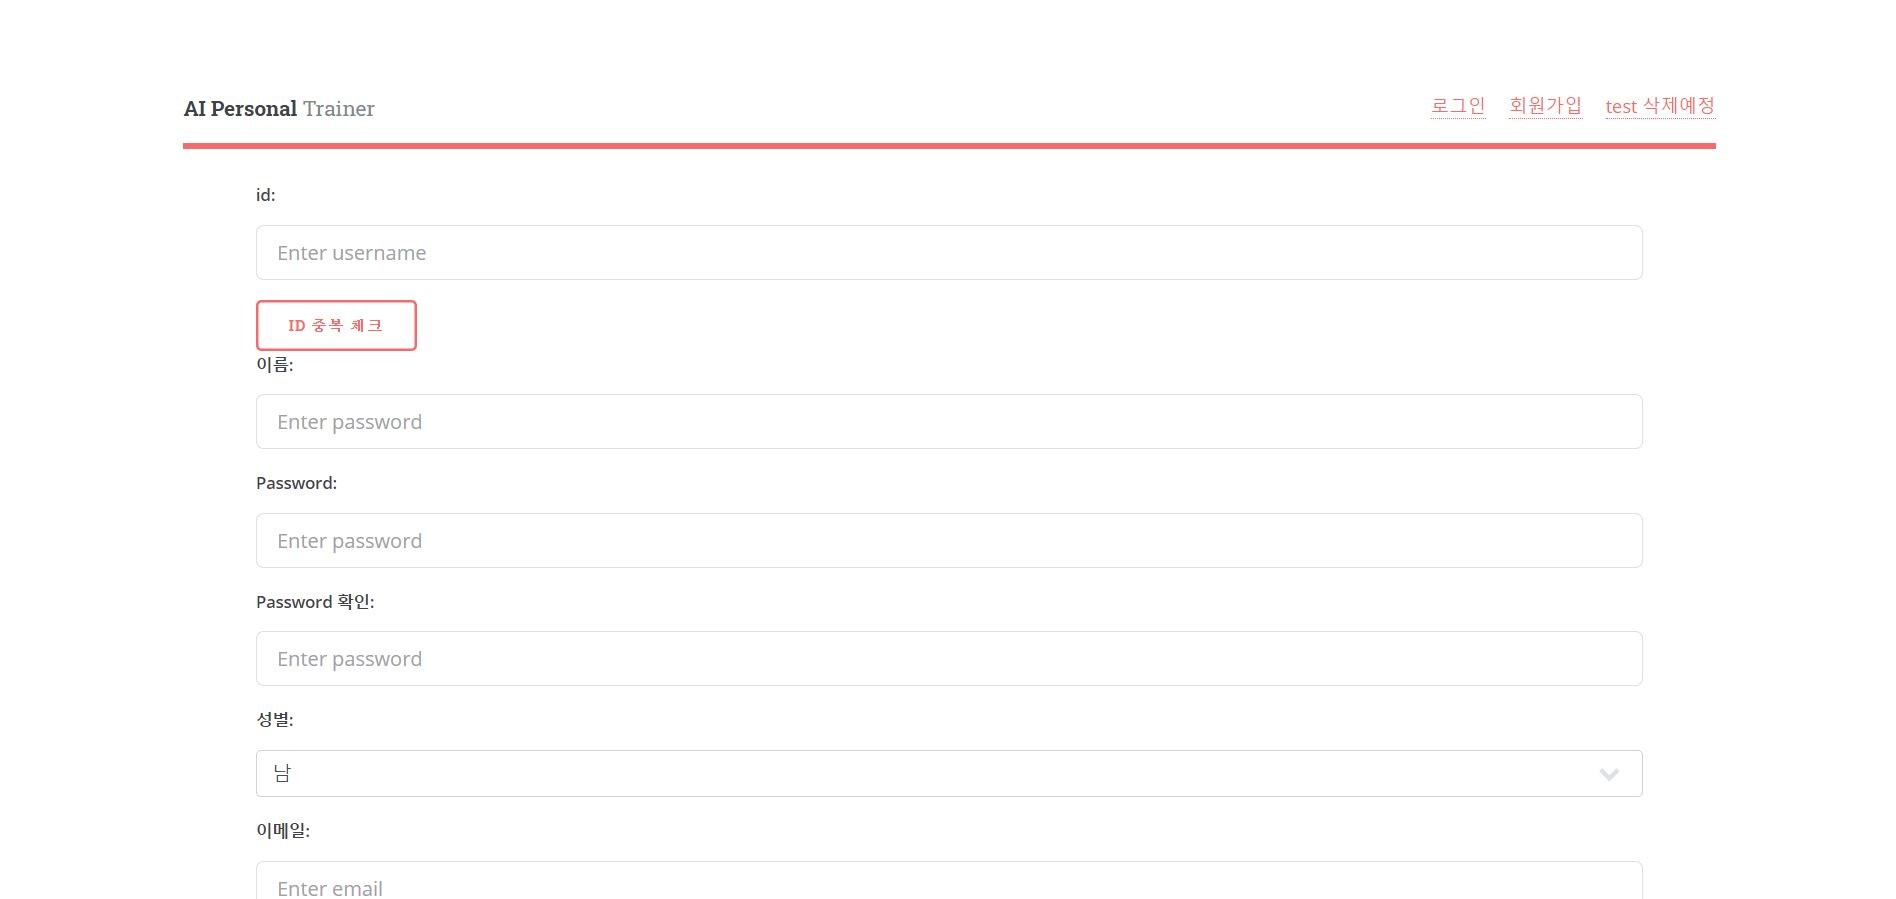 AI Personal Trainer
로그인 회원가입 test 삭제예정
id:
Enter username
ID 중복 체크
이름:
Enter password
Password:
Enter password
Password 확인:
Enter password
성별:
남
이메일:
Enter email